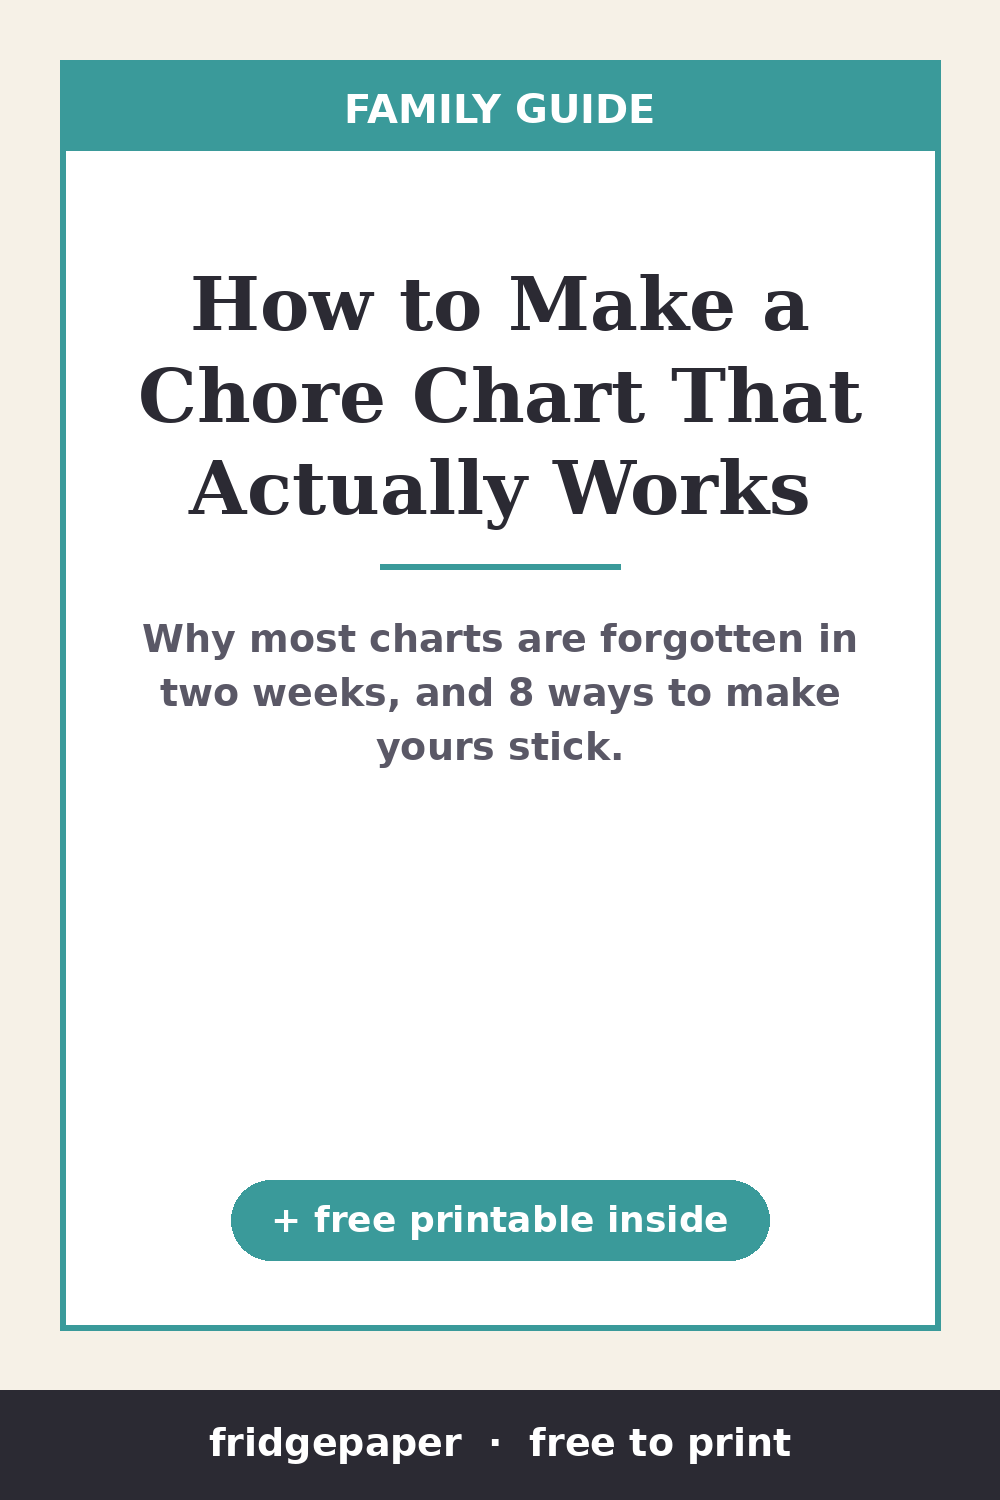 FAMILY GUIDE
How to Make a
Chore Chart That
Actually Works
Why most charts are forgotten in
two weeks, and 8 ways to make
yours stick.
+ free printable inside
fridgepaper · free to print